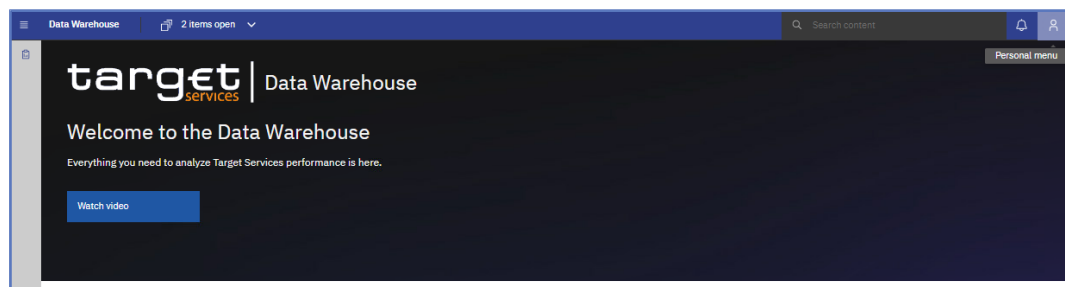 Data Warehouse 2 items open Search content
Personal menu
target services Data Warehouse
Welcome to the Data Warehouse
Everything you need to analyze Target Services performance is here.
Watch video